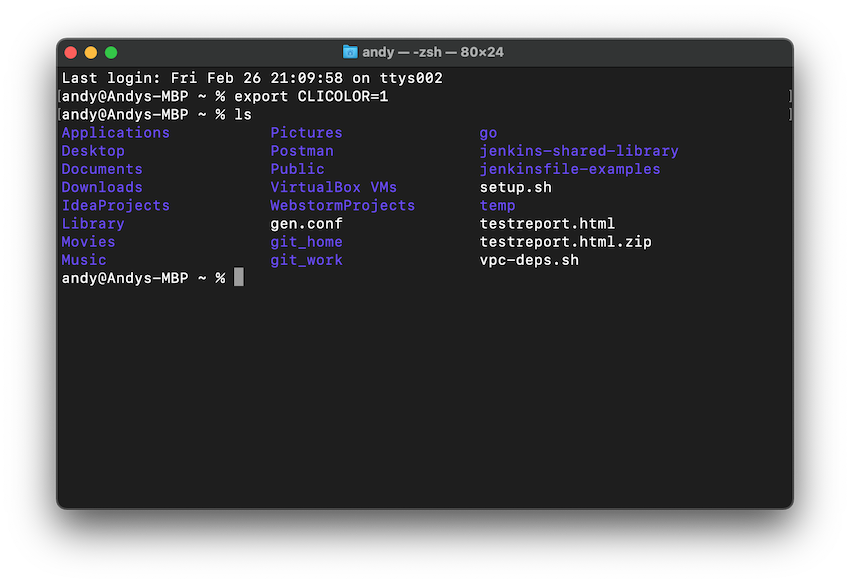 andy — -zsh — 80×24
Last login: Fri Feb 26 21:09:58 on ttys002
[andy@Andys-MBP ~ % export CLICOLOR=1 ]
[andy@Andys-MBP ~ % ls ]
Applications Pictures go
Desktop Postman jenkins-shared-library
Documents Public jenkinsfile-examples
Downloads VirtualBox VMs setup.sh
IdeaProjects WebstormProjects temp
Library gen.conf testreport.html
Movies git_home testreport.html.zip
Music git_work vpc-deps.sh
andy@Andys-MBP ~ %